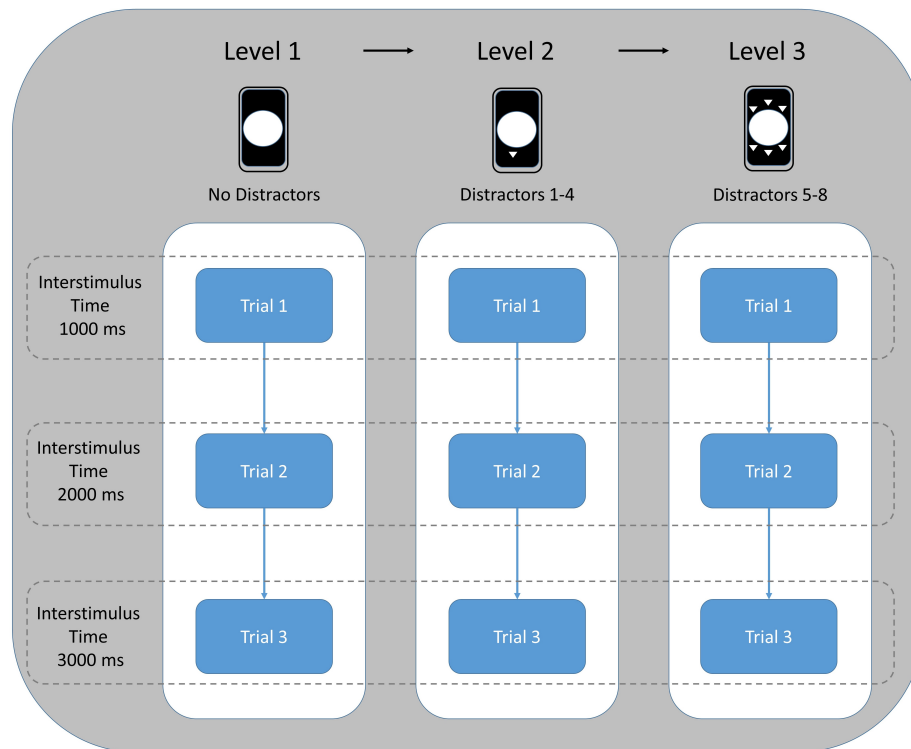 Level 1
Level 2
Level 3
No Distractors
Distractors 1-4
Distractors 5-8
Interstimulus
Time
1000 ms
Trial 1
Trial 1
Trial 1
Interstimulus
Time
2000 ms
Trial 2
Trial 2
Trial 2
Interstimulus
Time
3000 ms
Trial 3
Trial 3
Trial 3